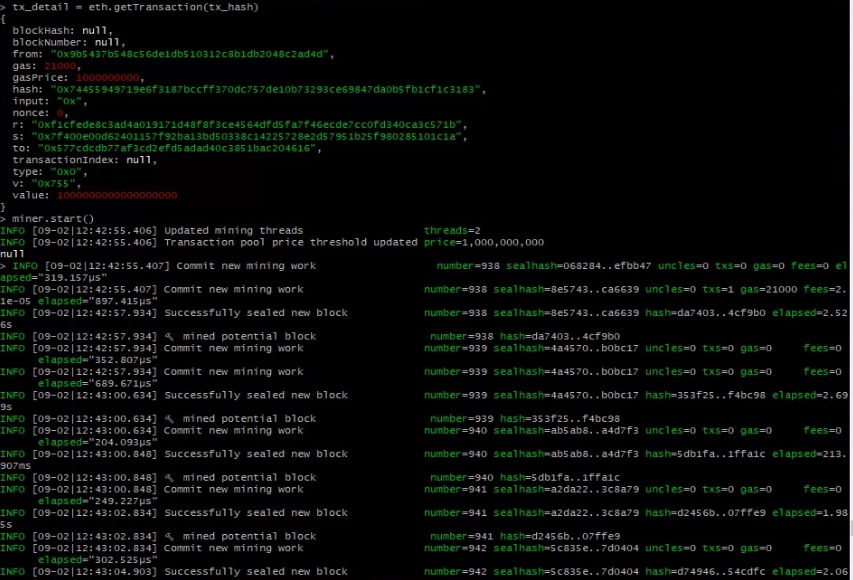 > tx_detail = eth.getTransaction(tx_hash)
{
  blockHash: null,
  blockNumber: null,
  from: "0x9b5437b548c56de1db510312c8b1db2048c2ad4d",
  gas: 21000,
  gasPrice: 1000000000,
  hash: "0x74455949719e6f3187bccff370dc757de10b73293ce69847da0b5fb1cf1c3183",
  input: "0x",
  nonce: 0,
  r: "0xf1cfede8c3ad4a019171d48f8f3ce4564dfd5fa7f46ecde7cc0fd340ca3c571b",
  s: "0x7f400e00d62401157f92ba13bd50338c14225728e2d57951b25f980285101c1a",
  to: "0x577cdcdb77af3cd2efd5adad40c3851bac204616",
  transactionIndex: null,
  type: "0x0",
  v: "0x755",
  value: 1000000000000000000
}
> miner.start()
INFO [09-02|12:42:55.406] Updated mining threads threads=2
INFO [09-02|12:42:55.406] Transaction pool price threshold updated price=1,000,000,000
null
> INFO [09-02|12:42:55.407] Commit new mining work number=938 sealhash=068284..efbb47 uncles=0 txs=0 gas=0 fees=0 el
apsed="319.157µs"
INFO [09-02|12:42:55.407] Commit new mining work number=938 sealhash=8e5743..ca6639 uncles=0 txs=1 gas=21000 fees=2.
1e-05 elapsed="897.415µs"
INFO [09-02|12:42:57.934] Successfully sealed new block number=938 sealhash=8e5743..ca6639 hash=da7403..4cf9b0 elapsed=2.52
6s
INFO [09-02|12:42:57.934] 🔨 mined potential block number=938 hash=da7403..4cf9b0
INFO [09-02|12:42:57.934] Commit new mining work number=939 sealhash=4a4570..b0bc17 uncles=0 txs=0 gas=0 fees=0
elapsed="352.807µs"
INFO [09-02|12:42:57.934] Commit new mining work number=939 sealhash=4a4570..b0bc17 uncles=0 txs=0 gas=0 fees=0
elapsed="689.671µs"
INFO [09-02|12:43:00.634] Successfully sealed new block number=939 sealhash=4a4570..b0bc17 hash=353f25..f4bc98 elapsed=2.69
9s
INFO [09-02|12:43:00.634] 🔨 mined potential block number=939 hash=353f25..f4bc98
INFO [09-02|12:43:00.634] Commit new mining work number=940 sealhash=ab5ab8..a4d7f3 uncles=0 txs=0 gas=0 fees=0
elapsed="204.093µs"
INFO [09-02|12:43:00.848] Successfully sealed new block number=940 sealhash=ab5ab8..a4d7f3 hash=5db1fa..1ffa1c elapsed=213.
907ms
INFO [09-02|12:43:00.848] 🔨 mined potential block number=940 hash=5db1fa..1ffa1c
INFO [09-02|12:43:00.848] Commit new mining work number=941 sealhash=a2da22..3c8a79 uncles=0 txs=0 gas=0 fees=0
elapsed="249.227µs"
INFO [09-02|12:43:02.834] Successfully sealed new block number=941 sealhash=a2da22..3c8a79 hash=d2456b..07ffe9 elapsed=1.98
5s
INFO [09-02|12:43:02.834] 🔨 mined potential block number=941 hash=d2456b..07ffe9
INFO [09-02|12:43:02.834] Commit new mining work number=942 sealhash=5c835e..7d0404 uncles=0 txs=0 gas=0 fees=0
elapsed="302.525µs"
INFO [09-02|12:43:04.903] Successfully sealed new block number=942 sealhash=5c835e..7d0404 hash=d74946..54cdfc elapsed=2.06